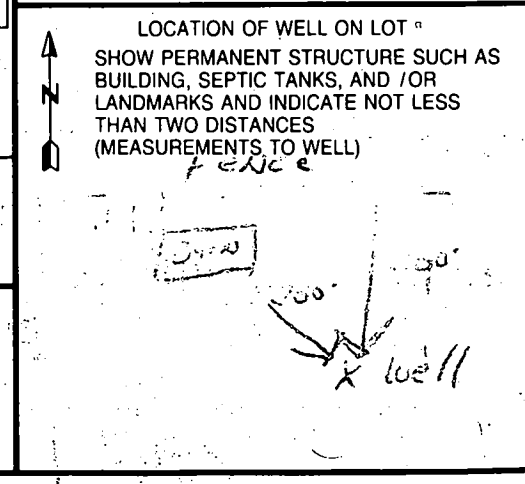 LOCATION OF WELL ON LOT
SHOW PERMANENT STRUCTURE SUCH AS
BUILDING, SEPTIC TANKS, AND /OR
LANDMARKS AND INDICATE NOT LESS
THAN TWO DISTANCES
(MEASUREMENTS TO WELL)
N
FENCE
90'
X well